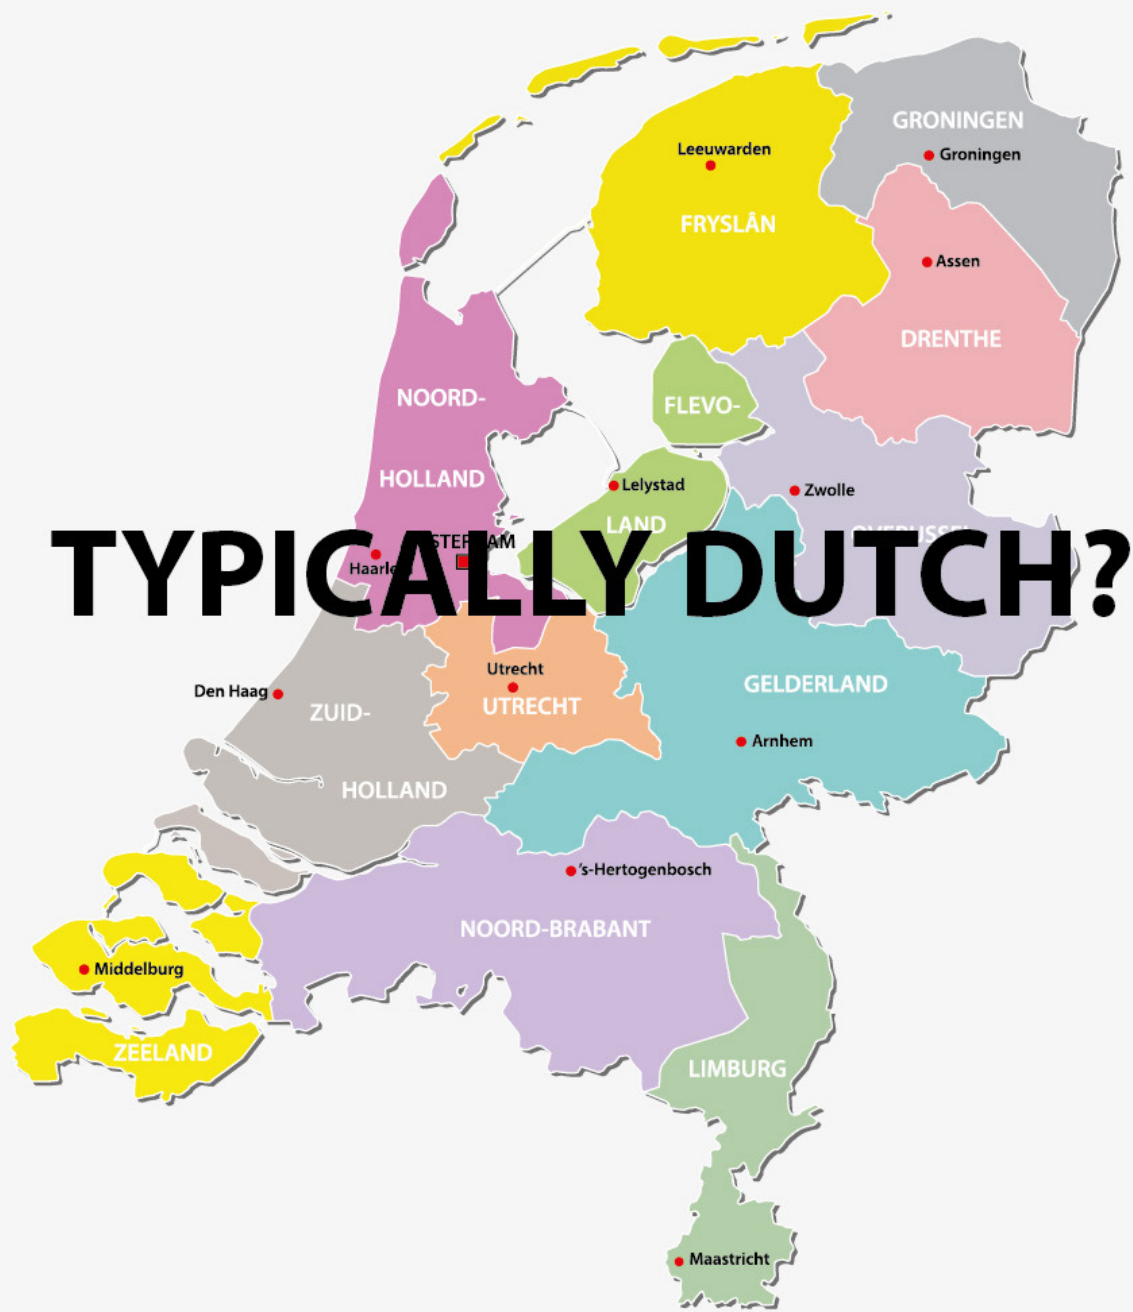 GRONINGEN
Leeuwarden
Groningen
FRYSLÂN
Assen
DRENTHE
NOORD-
FLEVO-
HOLLAND
Lelystad
Zwolle
LAND
TYPICALLY DUTCH?
Utrecht
GELDERLAND
Den Haag
UTRECHT
ZUID-
Arnhem
HOLLAND
's-Hertogenbosch
NOORD-BRABANT
Middelburg
ZEELAND
LIMBURG
Maastricht